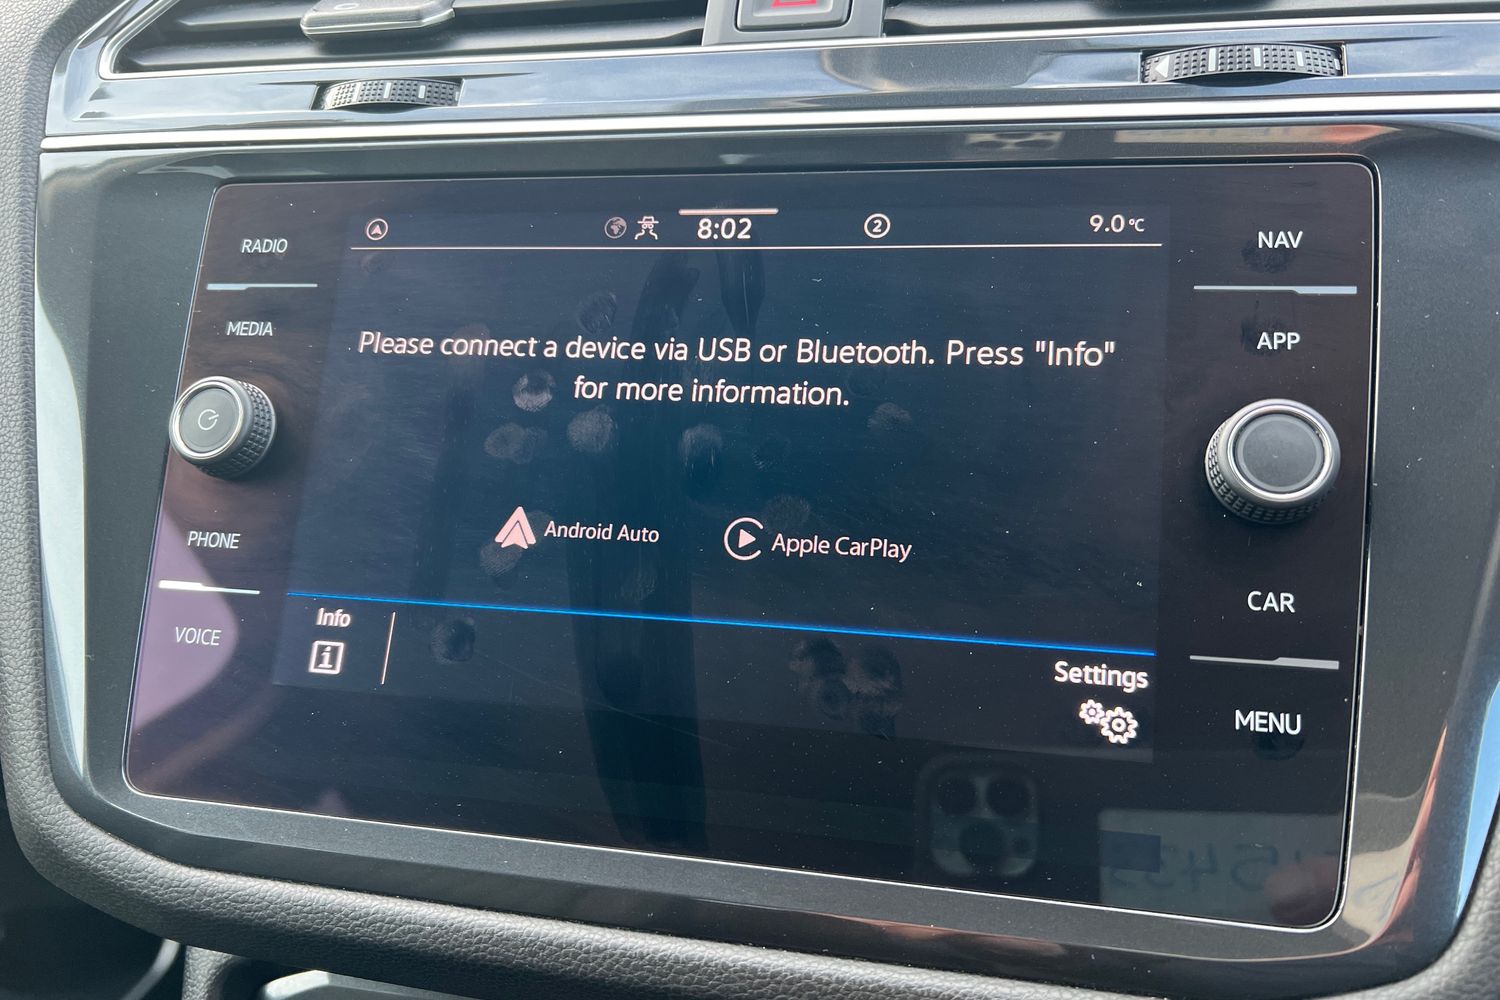 RADIO
8:02
2
9.0°C
NAV
MEDIA
APP
Please connect a device via USB or Bluetooth. Press "Info"
for more information.
PHONE
Android Auto
Apple CarPlay
CAR
VOICE
Info
i
Settings
MENU